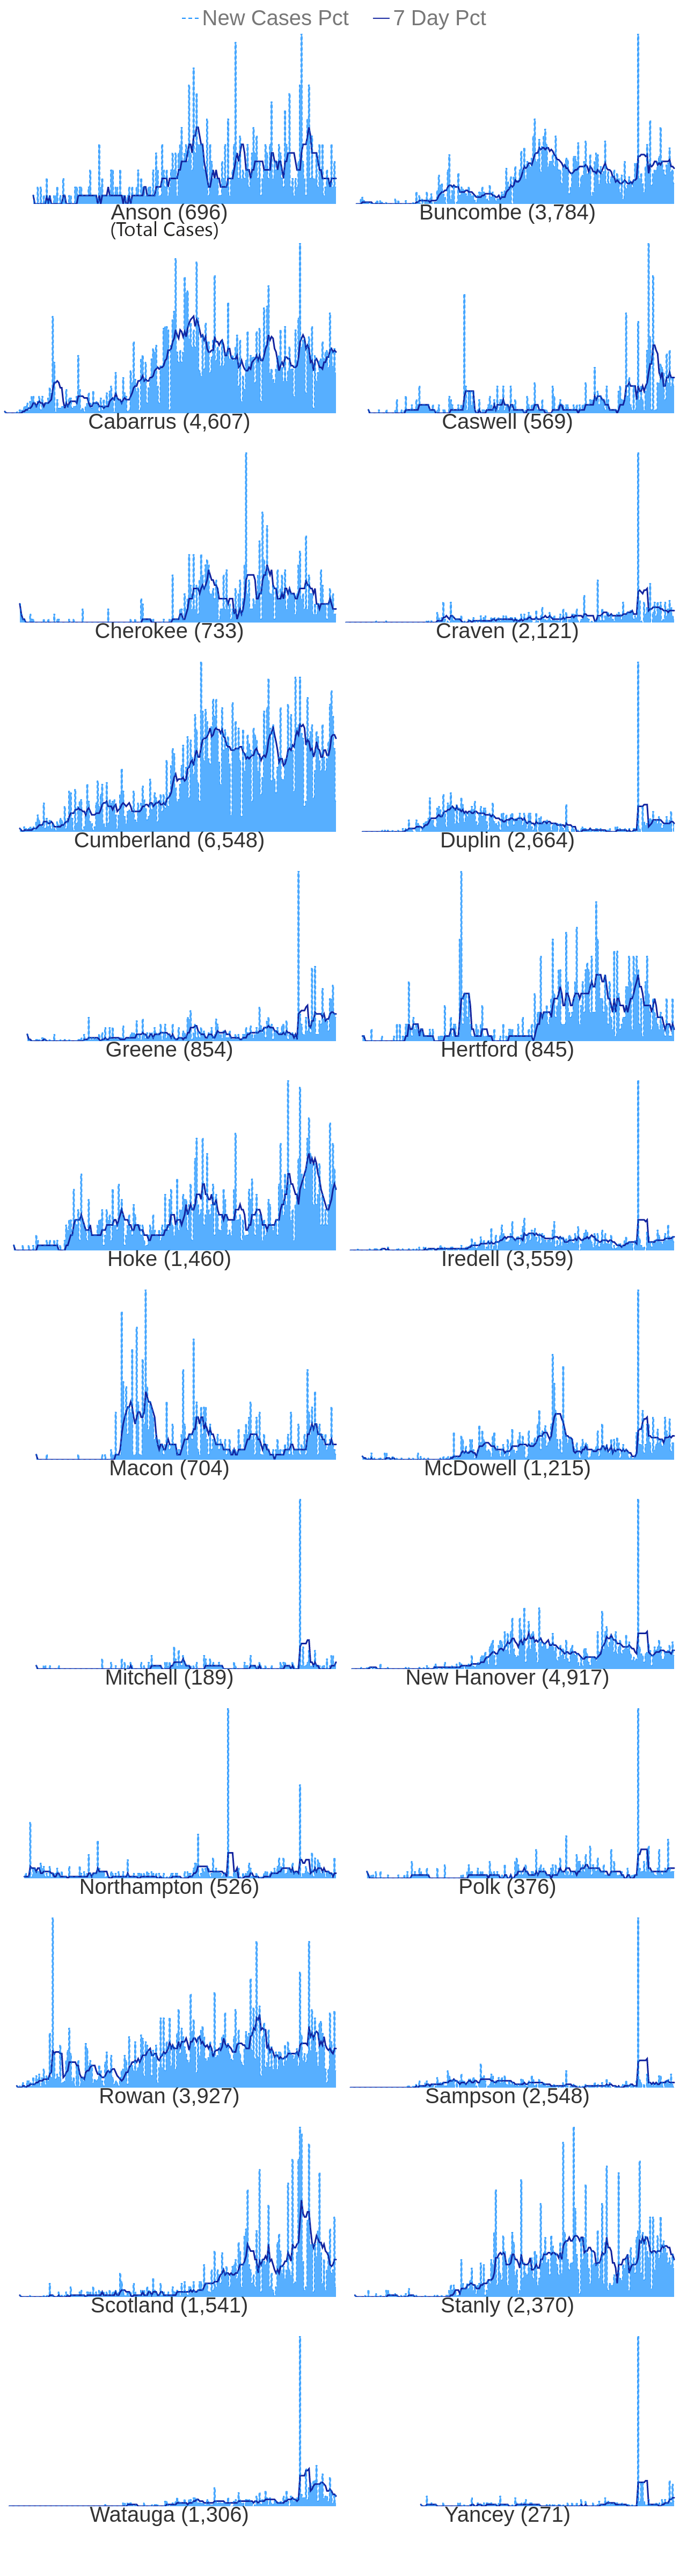 New Cases Pct 7 Day Pct
Anson (696) Buncombe (3,784)
(Total Cases)
Cabarrus (4,607) Caswell (569)
Cherokee (733) Craven (2,121)
Cumberland (6,548) Duplin (2,664)
Greene (854) Hertford (845)
Hoke (1,460) Iredell (3,559)
Macon (704) McDowell (1,215)
Mitchell (189) New Hanover (4,917)
Northampton (526) Polk (376)
Rowan (3,927) Sampson (2,548)
Scotland (1,541) Stanly (2,370)
Watauga (1,306) Yancey (271)